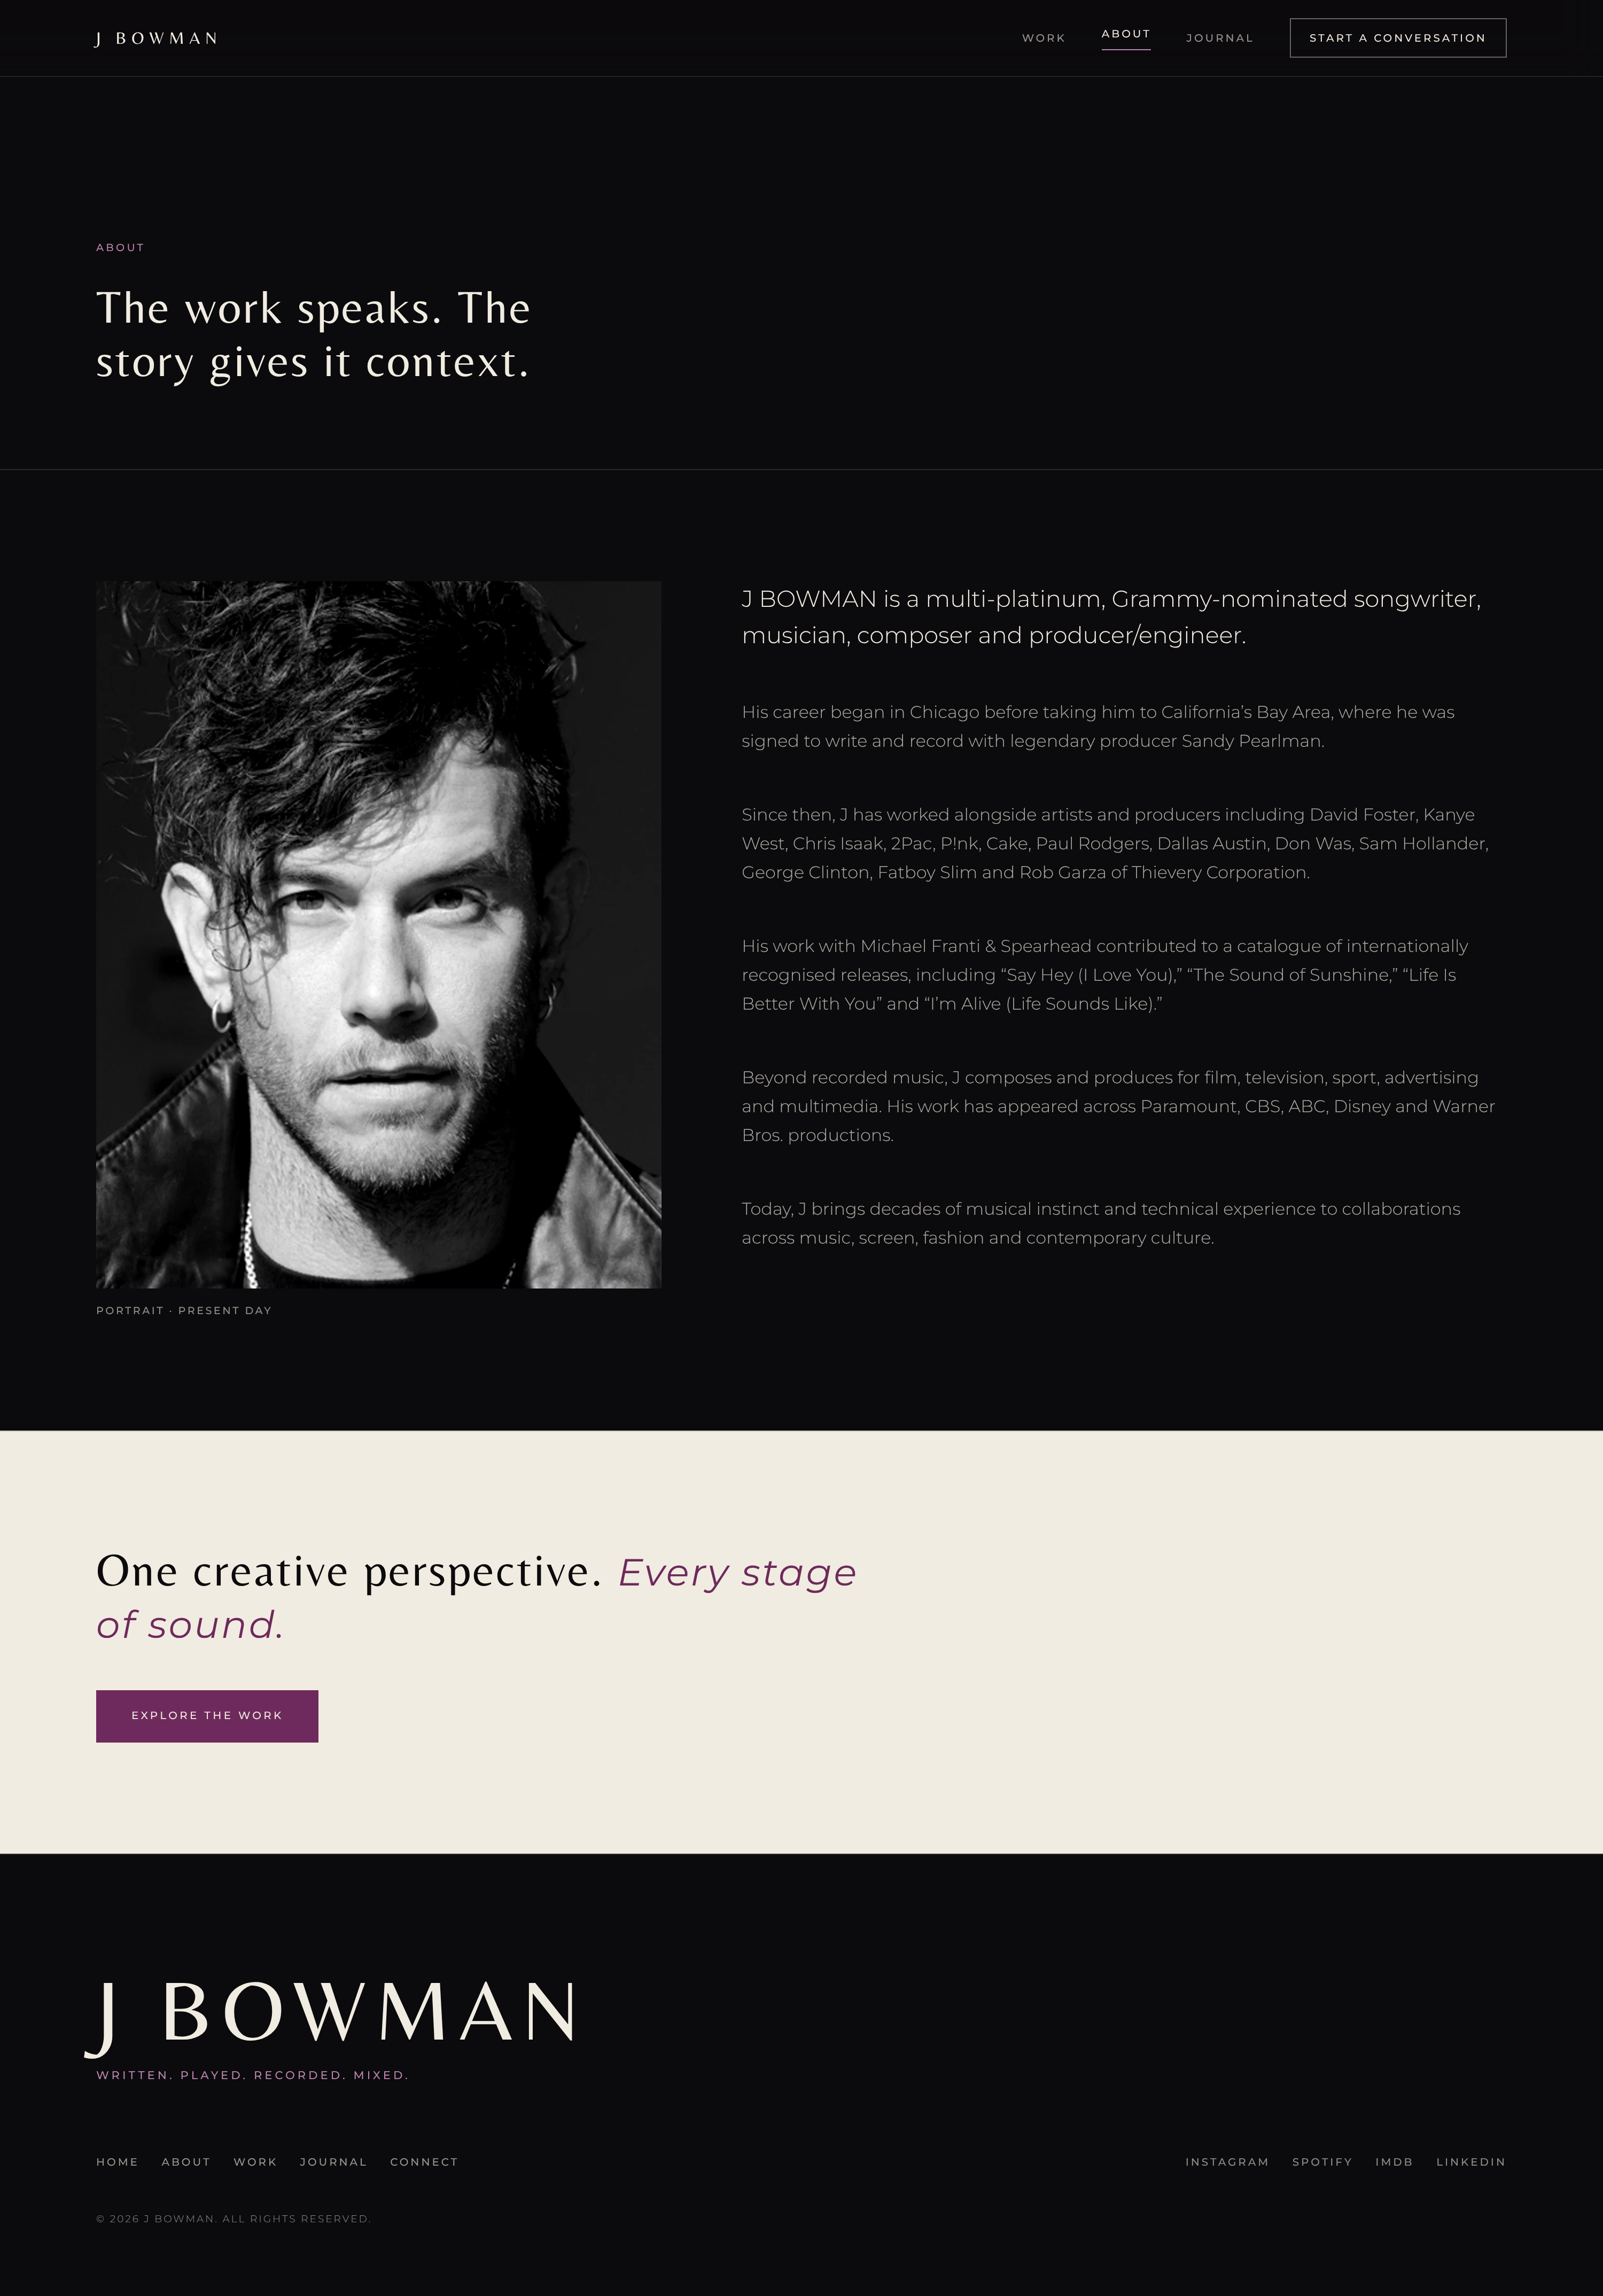 J BOWMAN
WORK
ABOUT
JOURNAL
START A CONVERSATION
ABOUT
The work speaks. The
story gives it context.
J BOWMAN is a multi-platinum, Grammy-nominated songwriter,
musician, composer and producer/engineer.
His career began in Chicago before taking him to California’s Bay Area, where he was
signed to write and record with legendary producer Sandy Pearlman.
Since then, J has worked alongside artists and producers including David Foster, Kanye
West, Chris Isaak, 2Pac, P!nk, Cake, Paul Rodgers, Dallas Austin, Don Was, Sam Hollander,
George Clinton, Fatboy Slim and Rob Garza of Thievery Corporation.
His work with Michael Franti & Spearhead contributed to a catalogue of internationally
recognised releases, including “Say Hey (I Love You),” “The Sound of Sunshine,” “Life Is
Better With You” and “I’m Alive (Life Sounds Like).”
Beyond recorded music, J composes and produces for film, television, sport, advertising
and multimedia. His work has appeared across Paramount, CBS, ABC, Disney and Warner
Bros. productions.
Today, J brings decades of musical instinct and technical experience to collaborations
across music, screen, fashion and contemporary culture.
PORTRAIT · PRESENT DAY
One creative perspective. Every stage
of sound.
EXPLORE THE WORK
J BOWMAN
WRITTEN. PLAYED. RECORDED. MIXED.
HOME ABOUT WORK JOURNAL CONNECT
INSTAGRAM SPOTIFY IMDB LINKEDIN
© 2026 J BOWMAN. ALL RIGHTS RESERVED.